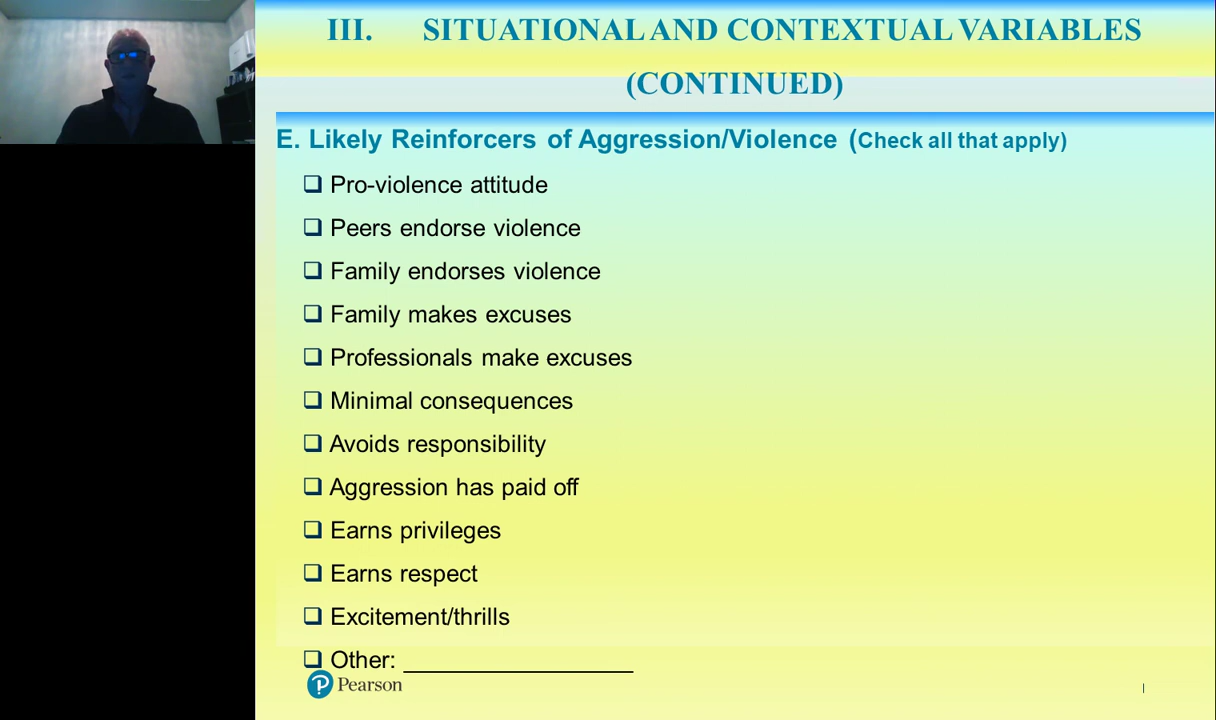 III. SITUATIONAL AND CONTEXTUAL VARIABLES
(CONTINUED)
E. Likely Reinforcers of Aggression/Violence (Check all that apply)
❑ Pro-violence attitude
❑ Peers endorse violence
❑ Family endorses violence
❑ Family makes excuses
❑ Professionals make excuses
❑ Minimal consequences
❑ Avoids responsibility
❑ Aggression has paid off
❑ Earns privileges
❑ Earns respect
❑ Excitement/thrills
❑ Other: __________________
Pearson